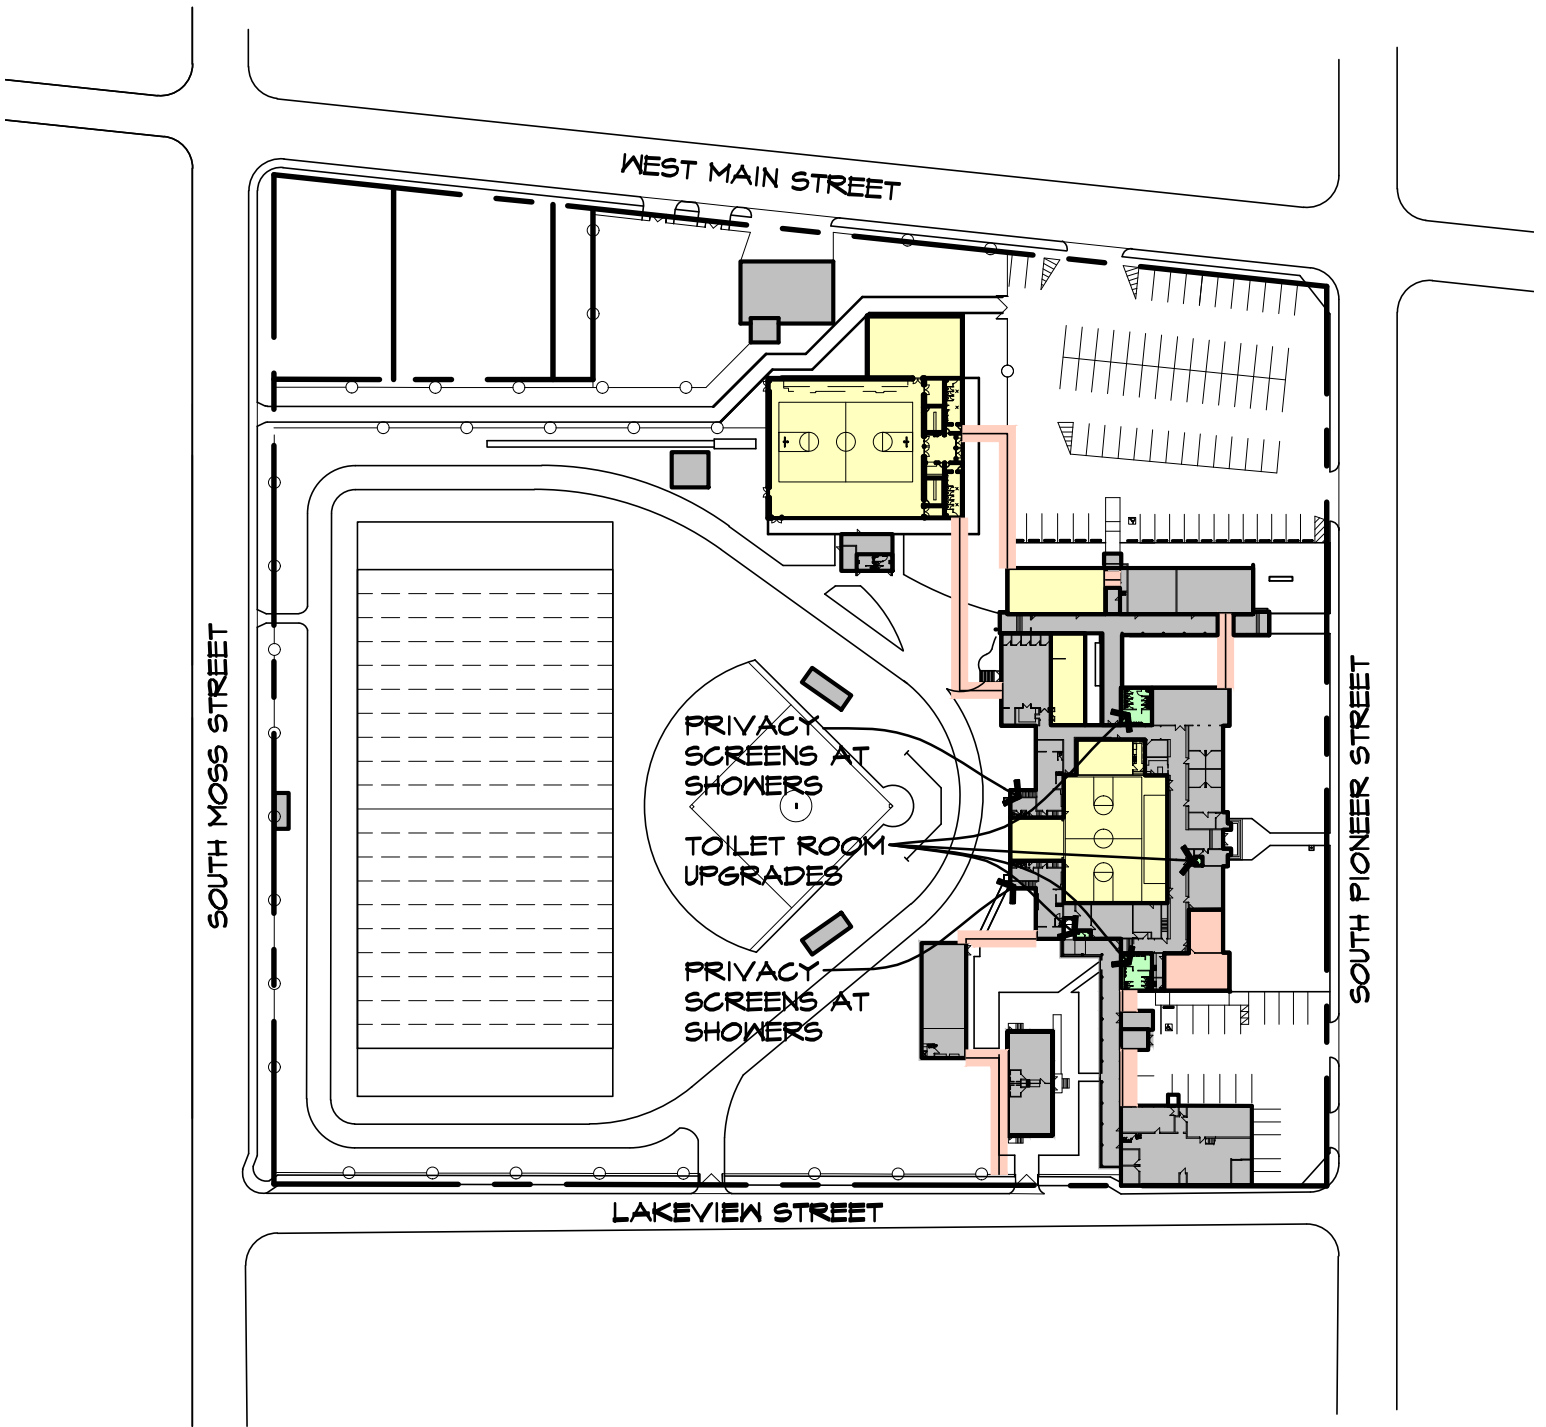 WEST MAIN STREET
SOUTH MOSS STREET
SOUTH PIONEER STREET
PRIVACY
SCREENS AT
SHOWERS
TOILET ROOM
UPGRADES
PRIVACY
SCREENS AT
SHOWERS
LAKEVIEW STREET